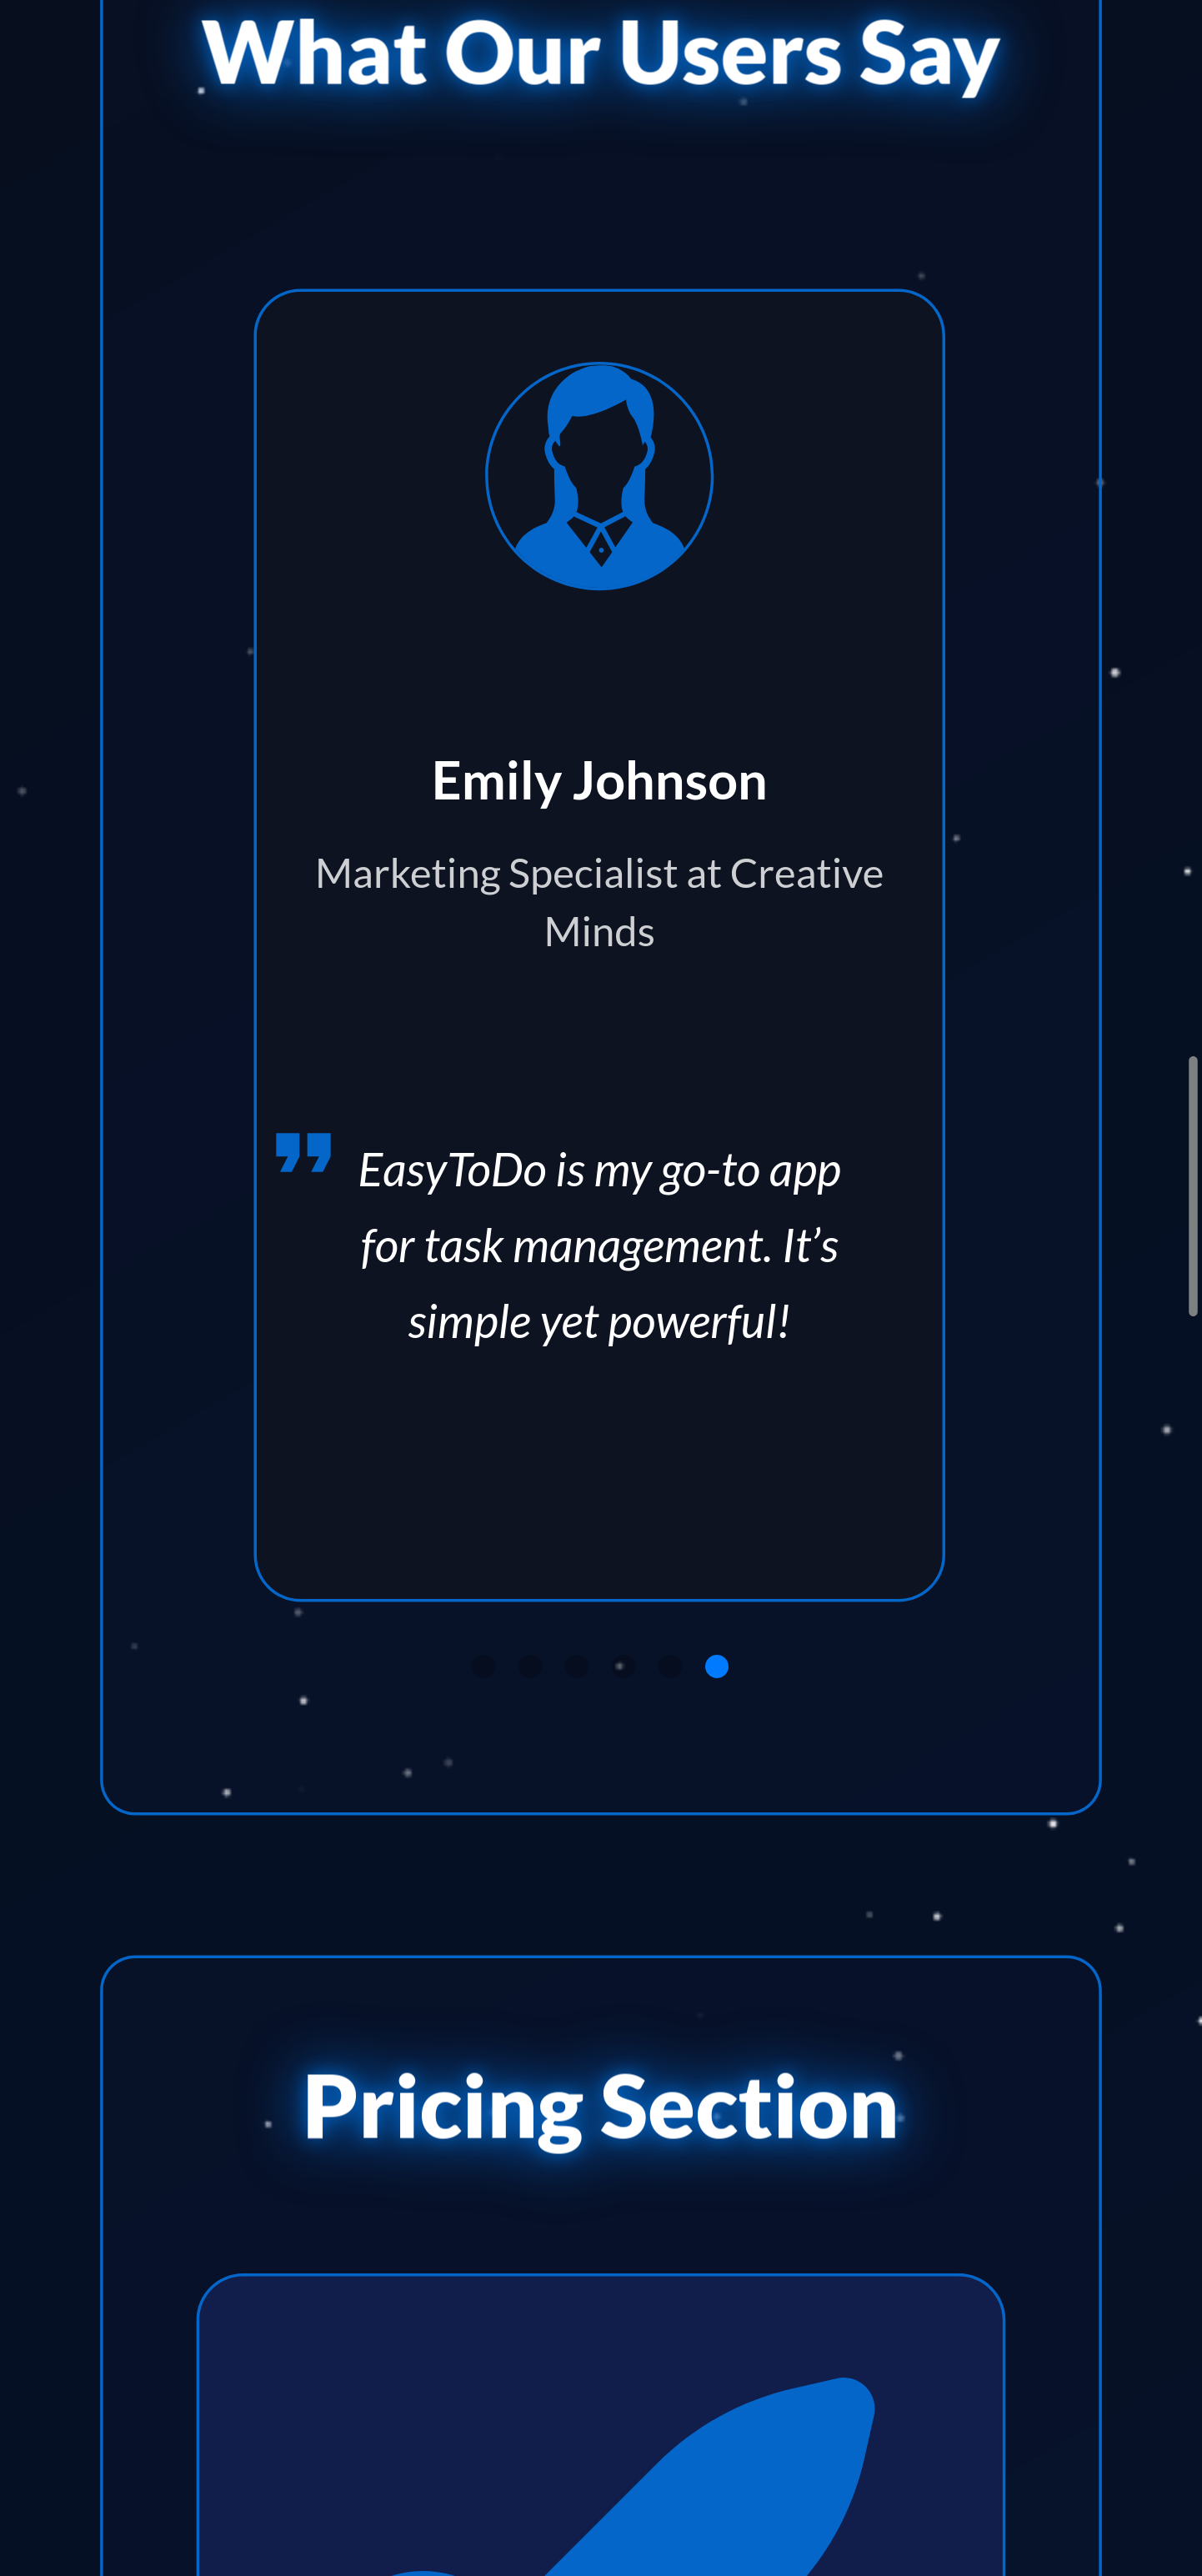 What Our Users Say
Emily Johnson
Marketing Specialist at Creative
Minds
” EasyToDo is my go-to app
for task management. It’s
simple yet powerful!
Pricing Section